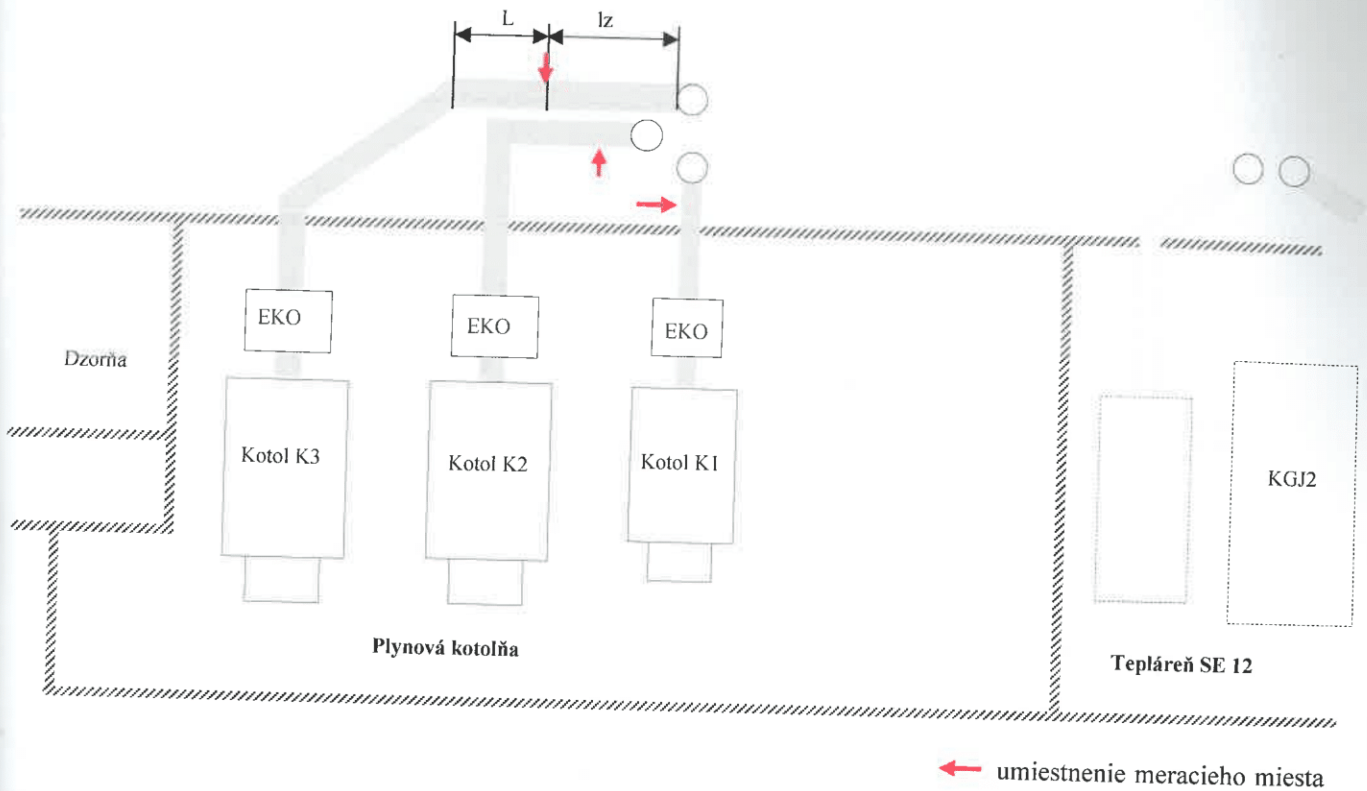 L
lz
EKO
EKO
EKO
Dzorňa
Kotol K3
Kotol K2
Kotol K1
KGJ2
Plynová kotolňa
Tepláreň SE 12
umiestnenie meracieho miesta